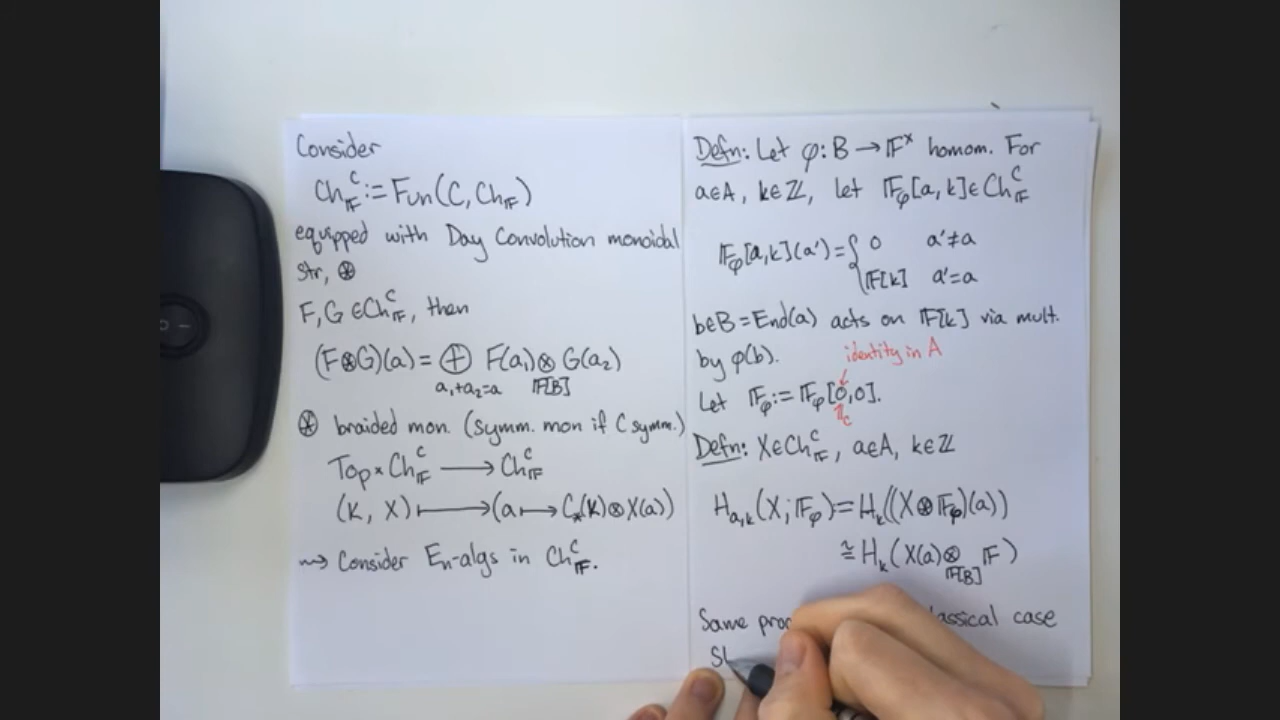 Consider
Ch_𝔽^C := Fun(C, Ch_𝔽)
equipped with Day Convolution monoidal
str, ⊛
F, G ∈ Ch_𝔽^C, then
(F⊛G)(a) = ⊕_{a₁+a₂=a} F(a₁) ⊗_{𝔽[B]} G(a₂)
⊛ braided mon. (symm. mon if C symm.)
Top × Ch_𝔽^C ⟶ Ch_𝔽^C
(K, X) ⟼ (a ⟼ C_*(K)⊗X(a))
⇝ Consider E_n-algs in Ch_𝔽^C.
Defn: Let φ: B → 𝔽^× homom. For
a∈A, k∈ℤ, let 𝔽_φ[a, k] ∈ Ch_𝔽^C
𝔽_φ[a,k](a') = { 0 a'≠a
𝔽[k] a'=a
b∈B = End(a) acts on 𝔽[k] via mult.
by φ(b).
identity in A
Let 𝔽_φ := 𝔽_φ[0,0].
𝟙_C
Defn: X∈Ch_𝔽^C, a∈A, k∈ℤ
H_{a,k}(X; 𝔽_φ) = H_k((X⊛𝔽_φ)(a))
≅ H_k(X(a) ⊗_{𝔽[B]} 𝔽)
Same case